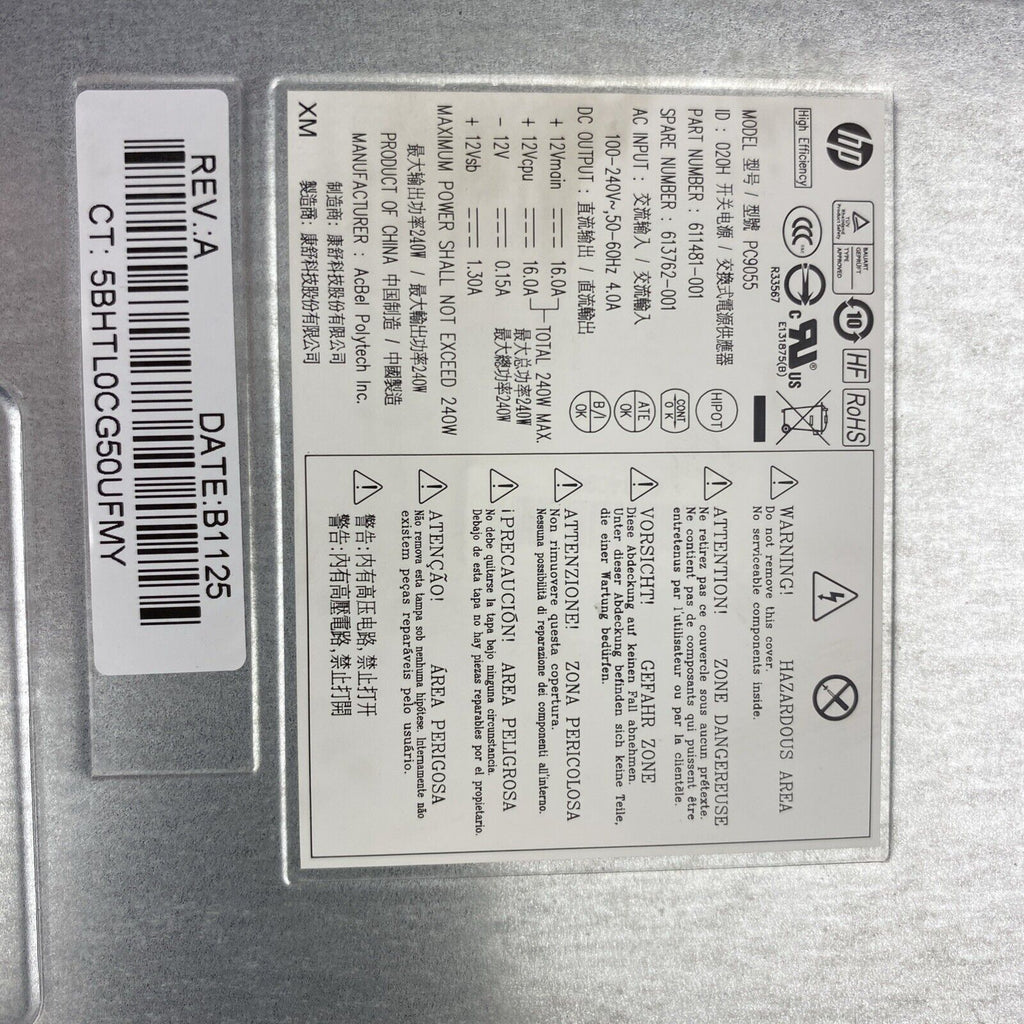 hp
High Efficiency
BAUART
GEPRÜFT
TYPE
APPROVED
10
HF
RoHS
R33567
c UL ® US
E131875(B)
MODEL 型号 / 型號 PC9055
ID : 020H 开关电源 / 交換式電源供應器
PART NUMBER : 611481-001
SPARE NUMBER : 613762-001
AC INPUT : 交流输入 / 交流輸入
100-240V~,50-60Hz 4.0A
DC OUTPUT : 直流输出 / 直流輸出
+ 12Vmain 16.0A
+ 12Vcpu 16.0A
TOTAL 240W MAX.
最大总功率240W
最大總功率240W
- 12V 0.15A
+ 12Vsb 1.30A
MAXIMUM POWER SHALL NOT EXCEED 240W
最大输出功率240W / 最大輸出功率240W
PRODUCT OF CHINA 中国制造 / 中國製造
MANUFACTURER : AcBel Polytech Inc.
制造商: 康舒科技股份有限公司
製造商: 康舒科技股份有限公司
XM
HIPOT
CONT
O K
ATE
OK
B/I
OK
WARNING! HAZARDOUS AREA
Do not remove this cover.
No serviceable components inside.
ATTENTION! ZONE DANGEREUSE
Ne retirez pas ce couvercle sous aucun prétexte.
Ne contient pas de composants qui puissent être
entretenus par l'utilisateur ou par la clientèle.
VORSICHT! GEFAHR ZONE
Diese Abdeckung auf keinen Fall abnehmen.
Unter dieser Abdeckung befinden sich keine Teile,
die einer Wartung bedürfen.
ATTENZIONE! ZONA PERICOLOSA
Non rimuovere questa copertura.
Nessuna possibilità di reparazione dei componenti all'interno.
¡PRECAUCIÓN! AREA PELIGROSA
No debe quitarse la tapa bajo ninguna circunstancia.
Debajo de esta tapa no hay piezas reparables por el propietario.
ATENÇÃO! ÁREA PERIGOSA
Não remova esta tampa sob nenhuma hipótese. Internamente não
existem peças reparáveis pelo usuário.
警告:内有高压电路, 禁止打开
警告:內有高壓電路, 禁止打開
REV.:A DATE:B1125
CT: 5BHTL0CG50UFMY